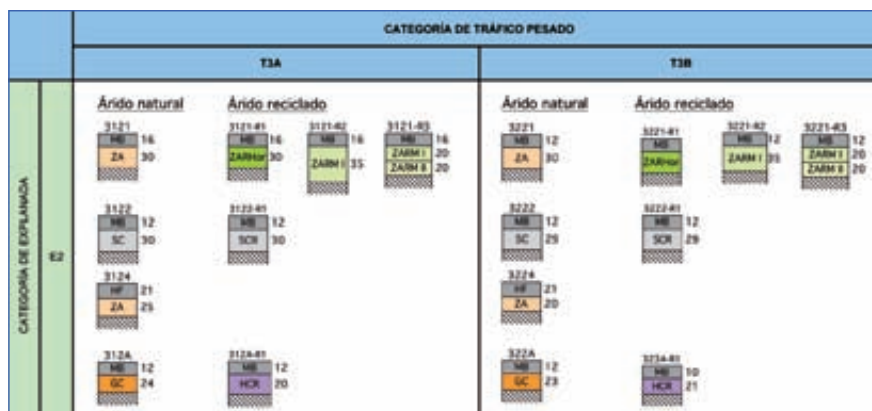 CATEGORÍA DE TRÁFICO PESADO
T3A T3B
CATEGORÍA DE EXPLANADA
E2
Árido natural Árido reciclado Árido natural Árido reciclado
3121 3121-R1 3121-R2 3121-R3 3221 3221-R1 3221-R2 3221-R3
MB 16 MB 16 MB 16 MB 16 MB 12 MB MB 12 MB 12
ZA 30 ZARHor 30 ZARM I 35 ZARM I 20 ZA 30 ZARHor ZARM I 35 ZARM I 20
ZARM II 20 ZARM II 20
3122 3122-R1 3222 3222-R1
MB 12 MB 12 MB 12 MB 12
SC 30 SCR 30 SC 29 SCR 29
3124 3224
HF 21 HF 21
ZA 25 ZA 20
312A 312A-R1 322A 323A-R1
MB 12 MB 12 MB 12 MB 10
GC 24 HCR 20 GC 23 HCR 21